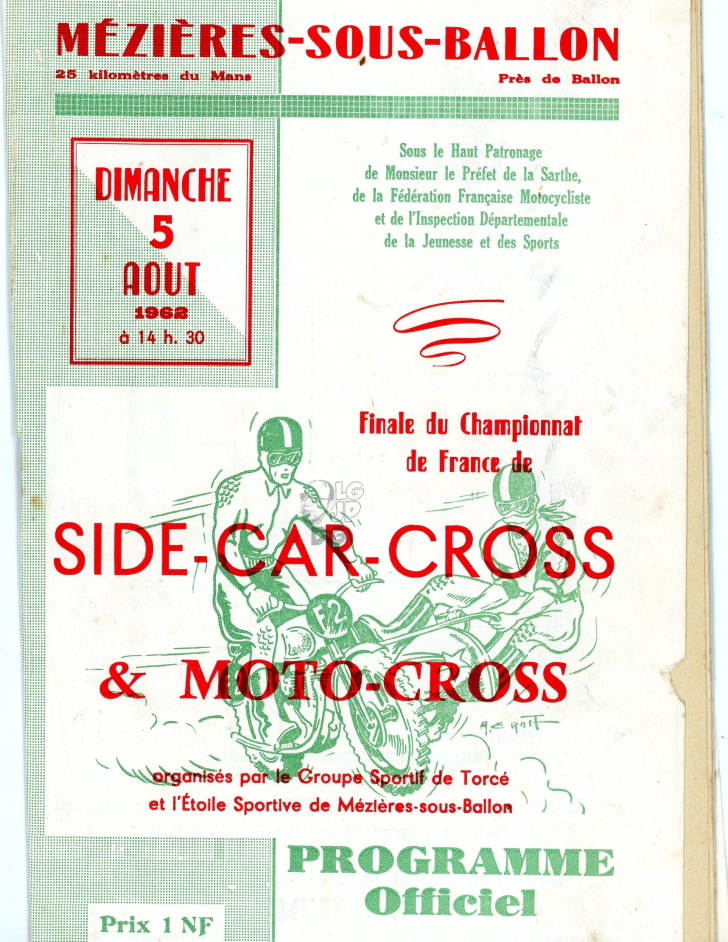 MÉZIÈRES-SOUS-BALLON
25 kilomètres du Mans
Près de Ballon
DIMANCHE
5
AOUT
1962
à 14 h. 30
Sous le Haut Patronage
de Monsieur le Préfet de la Sarthe,
de la Fédération Française Motocycliste
et de l'Inspection Départementale
de la Jeunesse et des Sports
Finale du Championnat
de France de
SIDE-CAR-CROSS
& MOTO-CROSS
organisés par le Groupe Sportif de Torcé
et l'Étoile Sportive de Mézières-sous-Ballon
PROGRAMME
Officiel
Prix 1 NF